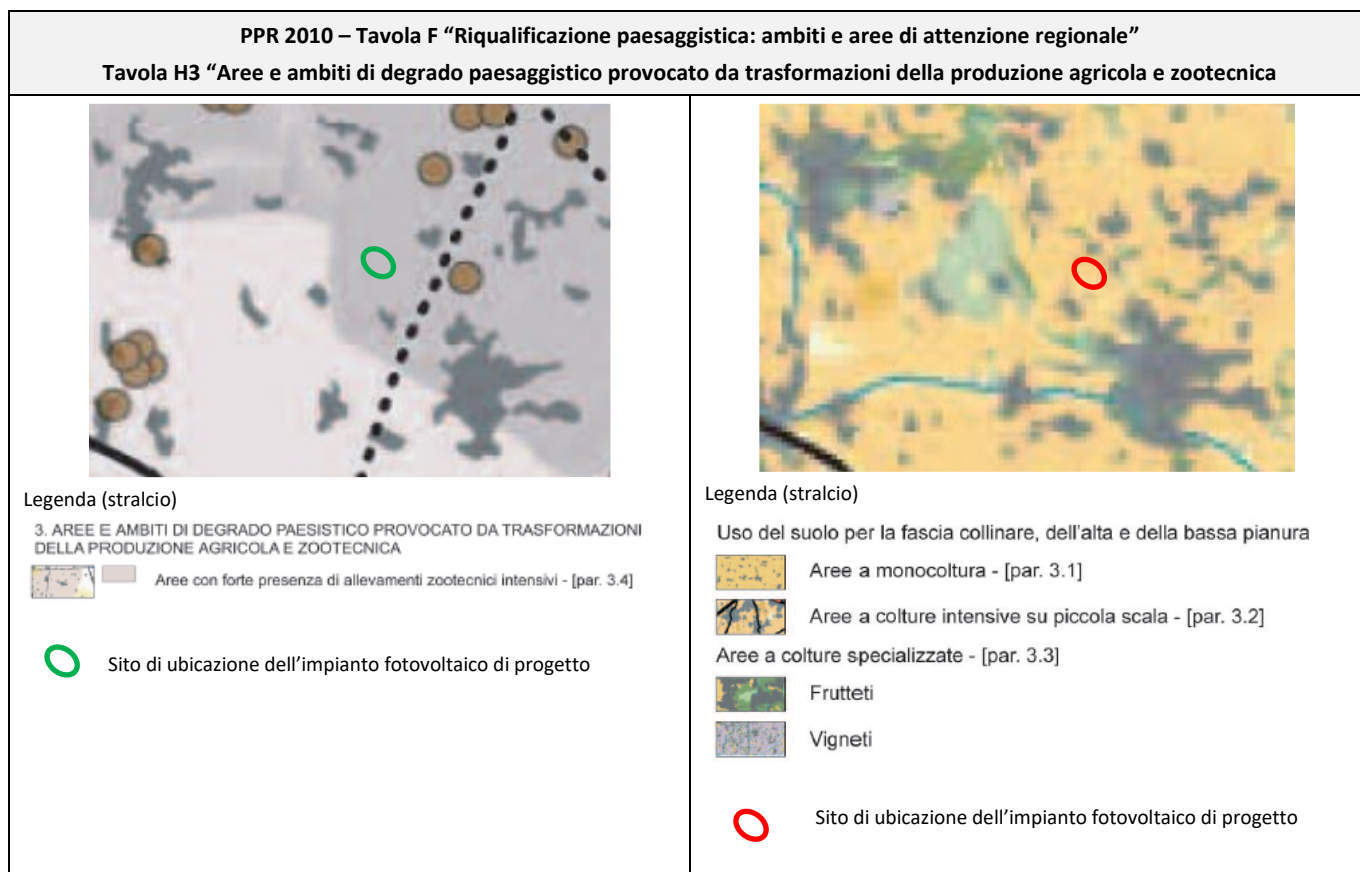 PPR 2010 – Tavola F “Riqualificazione paesaggistica: ambiti e aree di attenzione regionale”
Tavola H3 “Aree e ambiti di degrado paesaggistico provocato da trasformazioni della produzione agricola e zootecnica
Legenda (stralcio)
3. AREE E AMBITI DI DEGRADO PAESISTICO PROVOCATO DA TRASFORMAZIONI
DELLA PRODUZIONE AGRICOLA E ZOOTECNICA
Aree con forte presenza di allevamenti zootecnici intensivi - [par. 3.4]
Sito di ubicazione dell’impianto fotovoltaico di progetto
Legenda (stralcio)
Uso del suolo per la fascia collinare, dell'alta e della bassa pianura
Aree a monocoltura - [par. 3.1]
Aree a colture intensive su piccola scala - [par. 3.2]
Aree a colture specializzate - [par. 3.3]
Frutteti
Vigneti
Sito di ubicazione dell’impianto fotovoltaico di progetto